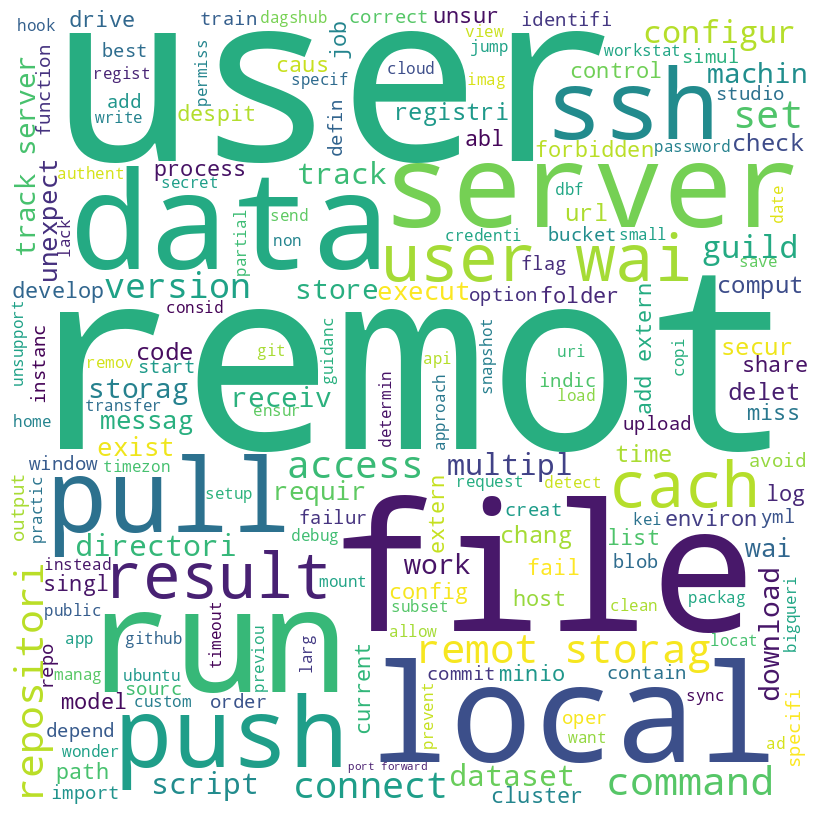 hook
drive
train
dagshub
correct
unsur
identifi
configur
user
best
regist
permiss
caus
specif
job
cloud
view
jump
imag
workstat
simul
control
machin
studio
function
add
write
despit
defin
registri
abl
ssh
set
forbidden
password
check
track server
unexpect
authent
process
secret
track
server
dbf
url
date
lack
data
send
non
partial
user wai
credenti
bucket
small
guild
save
flag
develop
version
store
execut
option
folder
comput
unsupport
instanc
consid
remot
code
remov
start
git
guidanc
api
snapshot
uri
add extern
copi
secur
share
storag
receiv
indic
load
delet
home
transfer
messag
ensur
determin
approach
upload
miss
exist
window
timezon
access
multipl
time
avoid
output
practic
pull
setup
requir
request
cach
detect
log
directori
failur
debug
extern
creat
chang
list
kei
environ
yml
instead
singl
result
mount
file
work
fail
blob
wai
config
host
clean
packag
download
bigqueri
repositori
public
run
subset
allow
remot storag
locat
app
github
timeout
repo
manag
ubuntu
previou
larg
current
commit
minio
contain
sync
model
sourc
custom
order
local
prevent
oper
specifi
depend
wonder
push
want
ad
path
import
script
port forward
connect
dataset
cluster
command